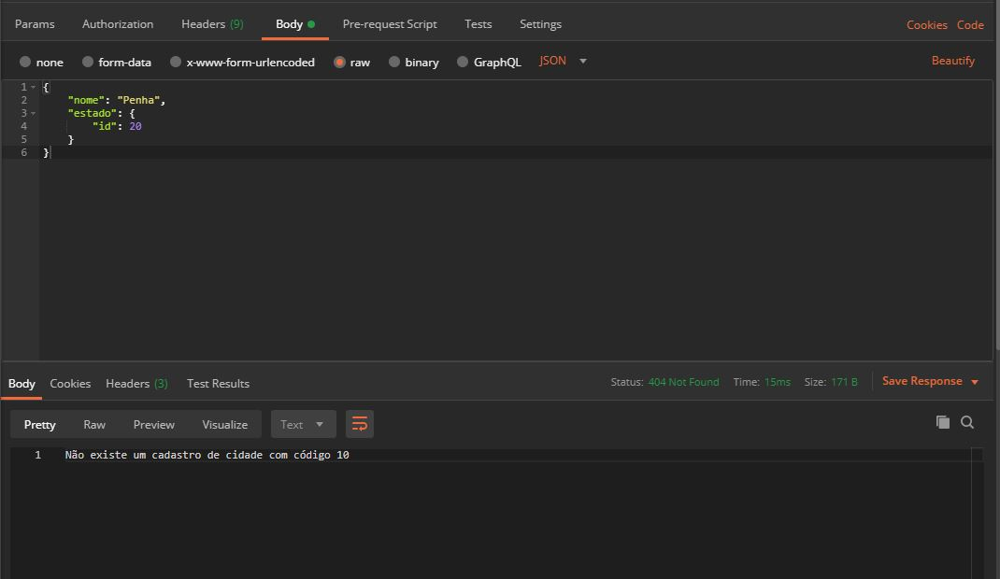 Params Authorization Headers (9) Body Pre-request Script Tests Settings Cookies Code
none form-data x-www-form-urlencoded raw binary GraphQL JSON Beautify
1 {
2 "nome": "Penha",
3 "estado": {
4 "id": 20
5 }
6 }
Body Cookies Headers (3) Test Results Status: 404 Not Found Time: 15ms Size: 171 B Save Response
Pretty Raw Preview Visualize Text
1 Não existe um cadastro de cidade com código 10